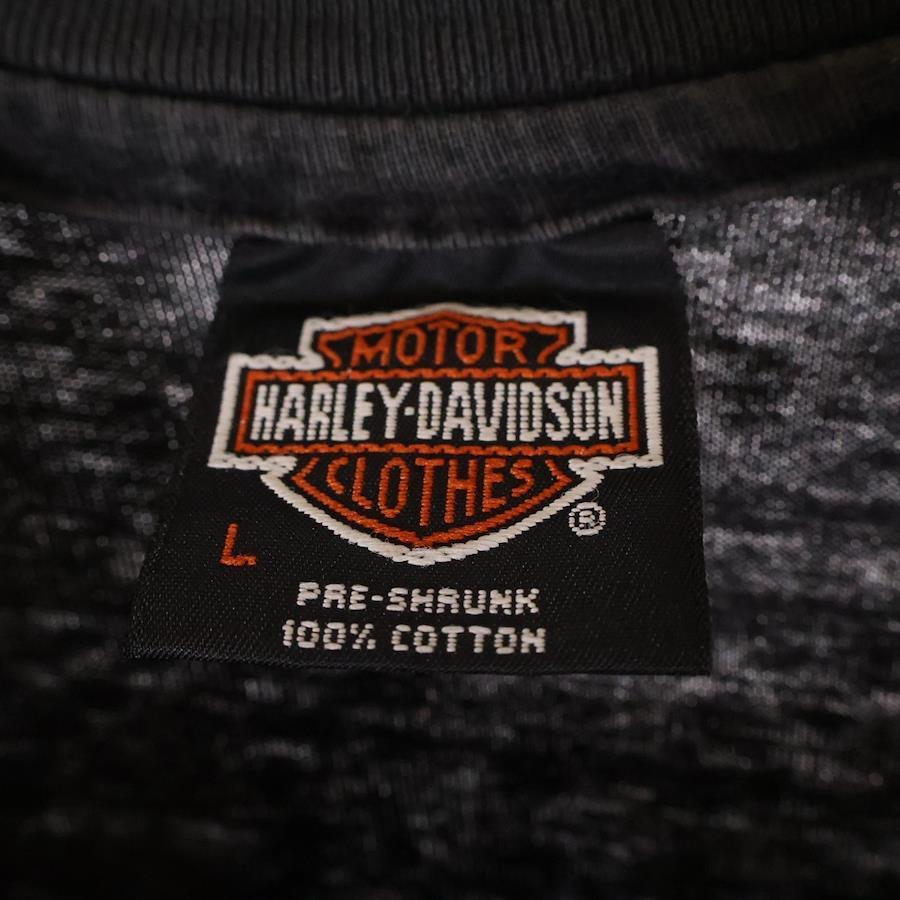 MOTOR
HARLEY-DAVIDSON
CLOTHES
®
L
PRE-SHRUNK
100% COTTON